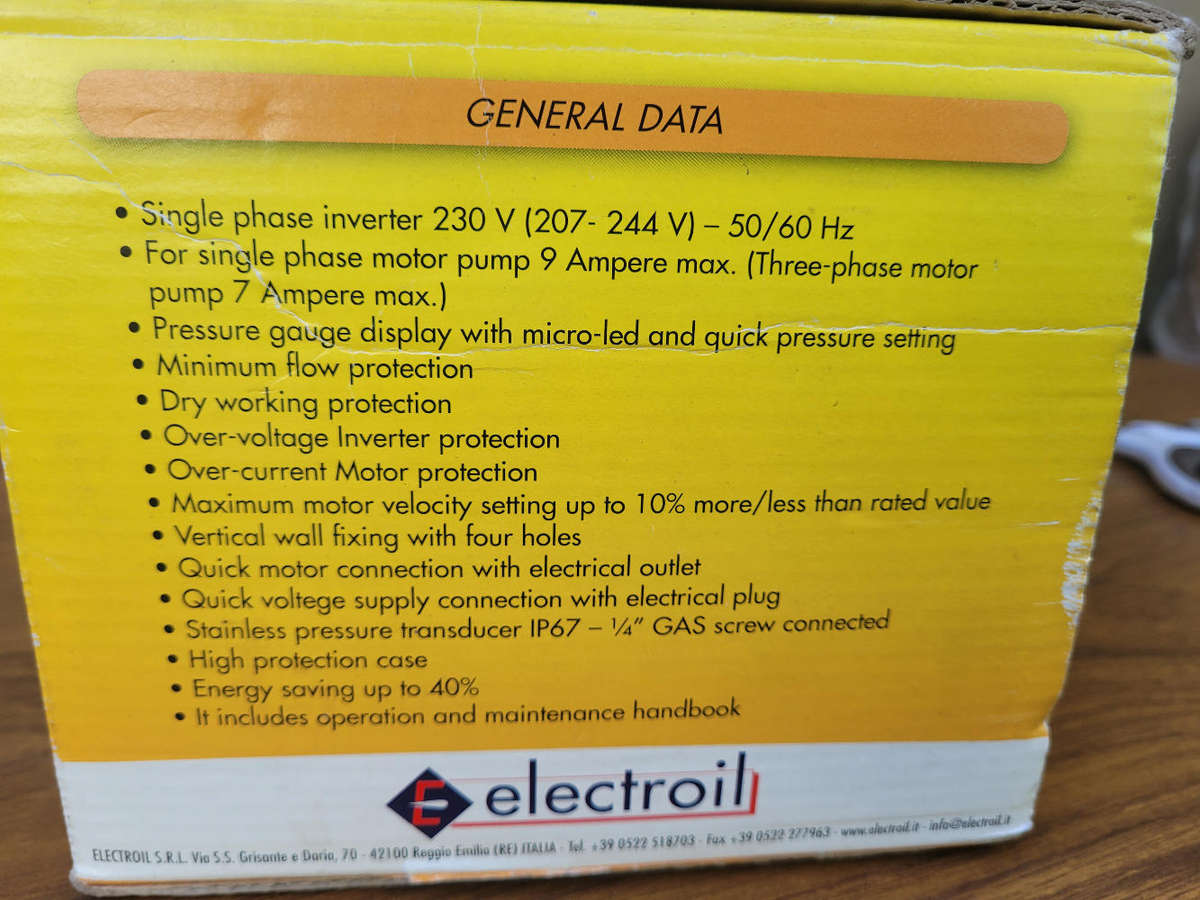 GENERAL DATA
• Single phase inverter 230 V (207- 244 V) – 50/60 Hz
• For single phase motor pump 9 Ampere max. (Three-phase motor
pump 7 Ampere max.)
• Pressure gauge display with micro-led and quick pressure setting
• Minimum flow protection
• Dry working protection
• Over-voltage Inverter protection
• Over-current Motor protection
• Maximum motor velocity setting up to 10% more/less than rated value
• Vertical wall fixing with four holes
• Quick motor connection with electrical outlet
• Quick voltege supply connection with electrical plug
• Stainless pressure transducer IP67 – ¼" GAS screw connected
• High protection case
• Energy saving up to 40%
• It includes operation and maintenance handbook
E electroil
ELECTROIL S.R.L. Via S.S. Grisante e Daria, 70 - 42100 Reggio Emilia (RE) ITALIA - Tel. +39 0522 518703 - Fax +39 0522 277963 - www.electroil.it - info@electroil.it